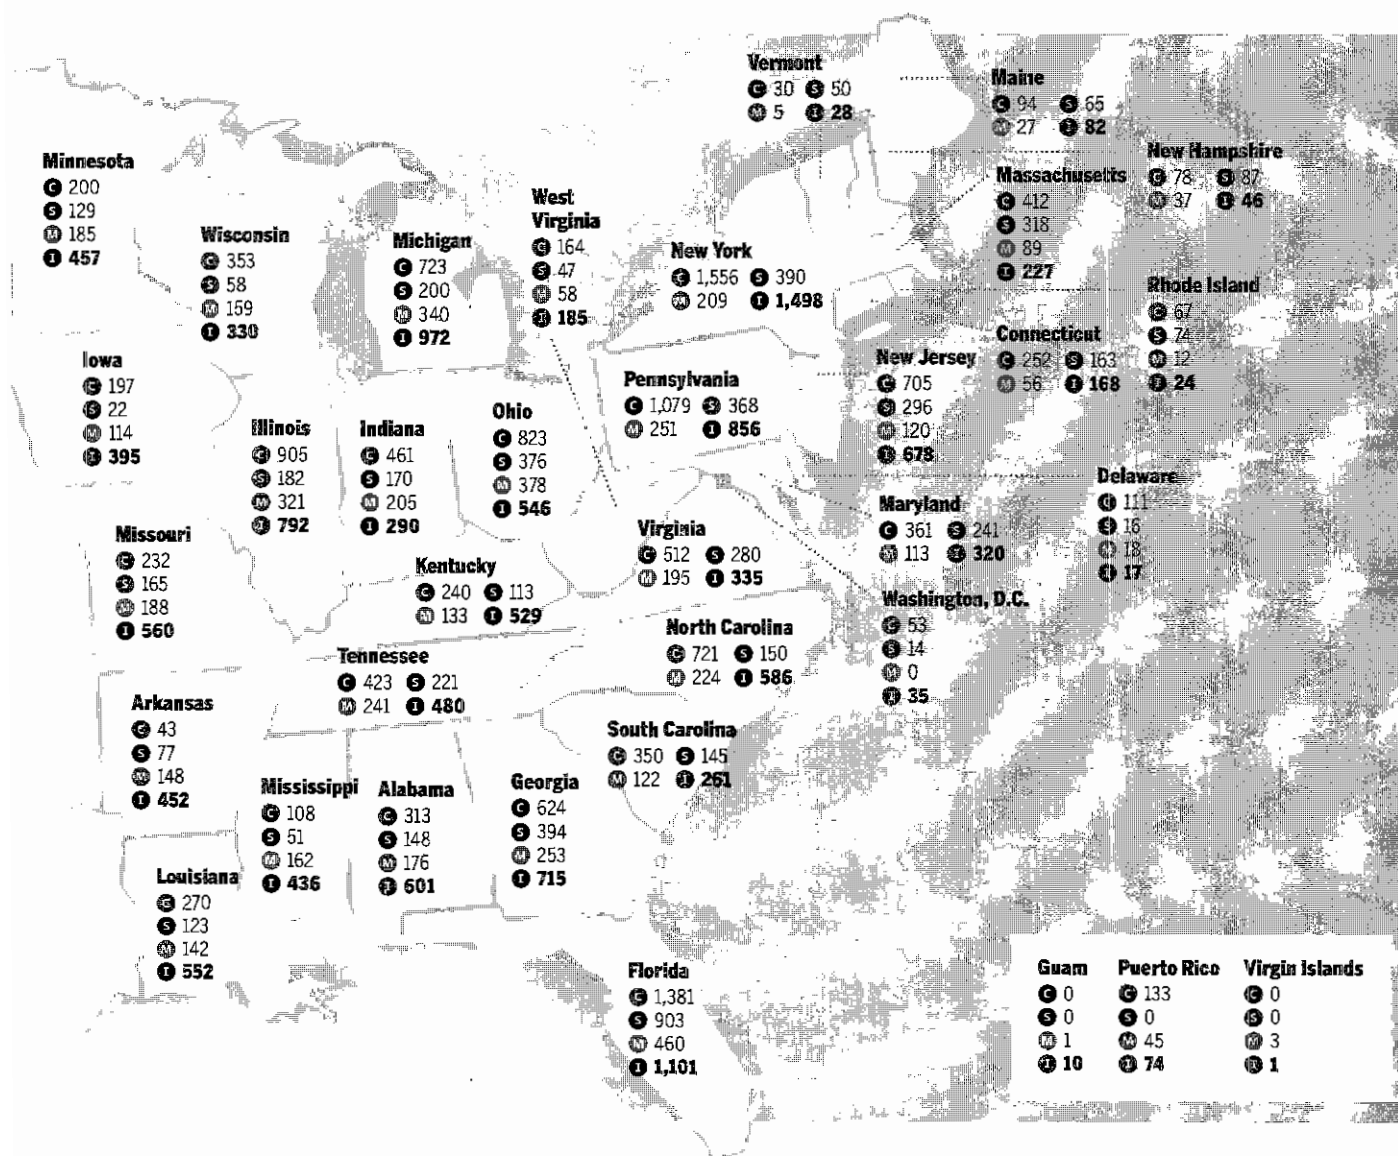 Vermont
C 30 S 50
M 5 I 28
Maine
C 94 S 65
M 27 I 82
New Hampshire
C 78 S 87
M 37 I 46
Minnesota
C 200
S 129
M 185
I 457
Massachusetts
C 412
S 318
M 89
I 227
West
Virginia
C 164
S 47
M 58
I 185
Wisconsin
C 353
S 58
M 159
I 330
Michigan
C 723
S 200
M 340
I 972
New York
C 1,556 S 390
M 209 I 1,498
Rhode Island
C 67
S 74
M 12
I 24
Connecticut
C 252 S 163
M 56 I 168
Iowa
C 197
S 22
M 114
I 395
New Jersey
C 705
S 296
M 120
I 678
Pennsylvania
C 1,079 S 368
M 251 I 856
Illinois
C 905
S 182
M 321
I 792
Indiana
C 461
S 170
M 205
I 290
Ohio
C 823
S 376
M 378
I 546
Delaware
C 111
S 16
M 18
I 17
Maryland
C 361 S 241
M 113 I 320
Missouri
C 232
S 165
M 188
I 560
Virginia
C 512 S 280
M 195 I 335
Kentucky
C 240 S 113
M 133 I 529
Washington, D.C.
C 53
S 14
M 0
I 35
North Carolina
C 721 S 150
M 224 I 586
Tennessee
C 423 S 221
M 241 I 480
Arkansas
C 43
S 77
M 148
I 452
South Carolina
C 350 S 145
M 122 I 261
Mississippi
C 108
S 51
M 162
I 436
Alabama
C 313
S 148
M 176
I 601
Georgia
C 624
S 394
M 253
I 715
Louisiana
C 270
S 123
M 142
I 552
Florida
C 1,381
S 903
M 460
I 1,101
Guam
C 0
S 0
M 1
I 10
Puerto Rico
C 133
S 0
M 45
I 74
Virgin Islands
C 0
S 0
M 3
I 1